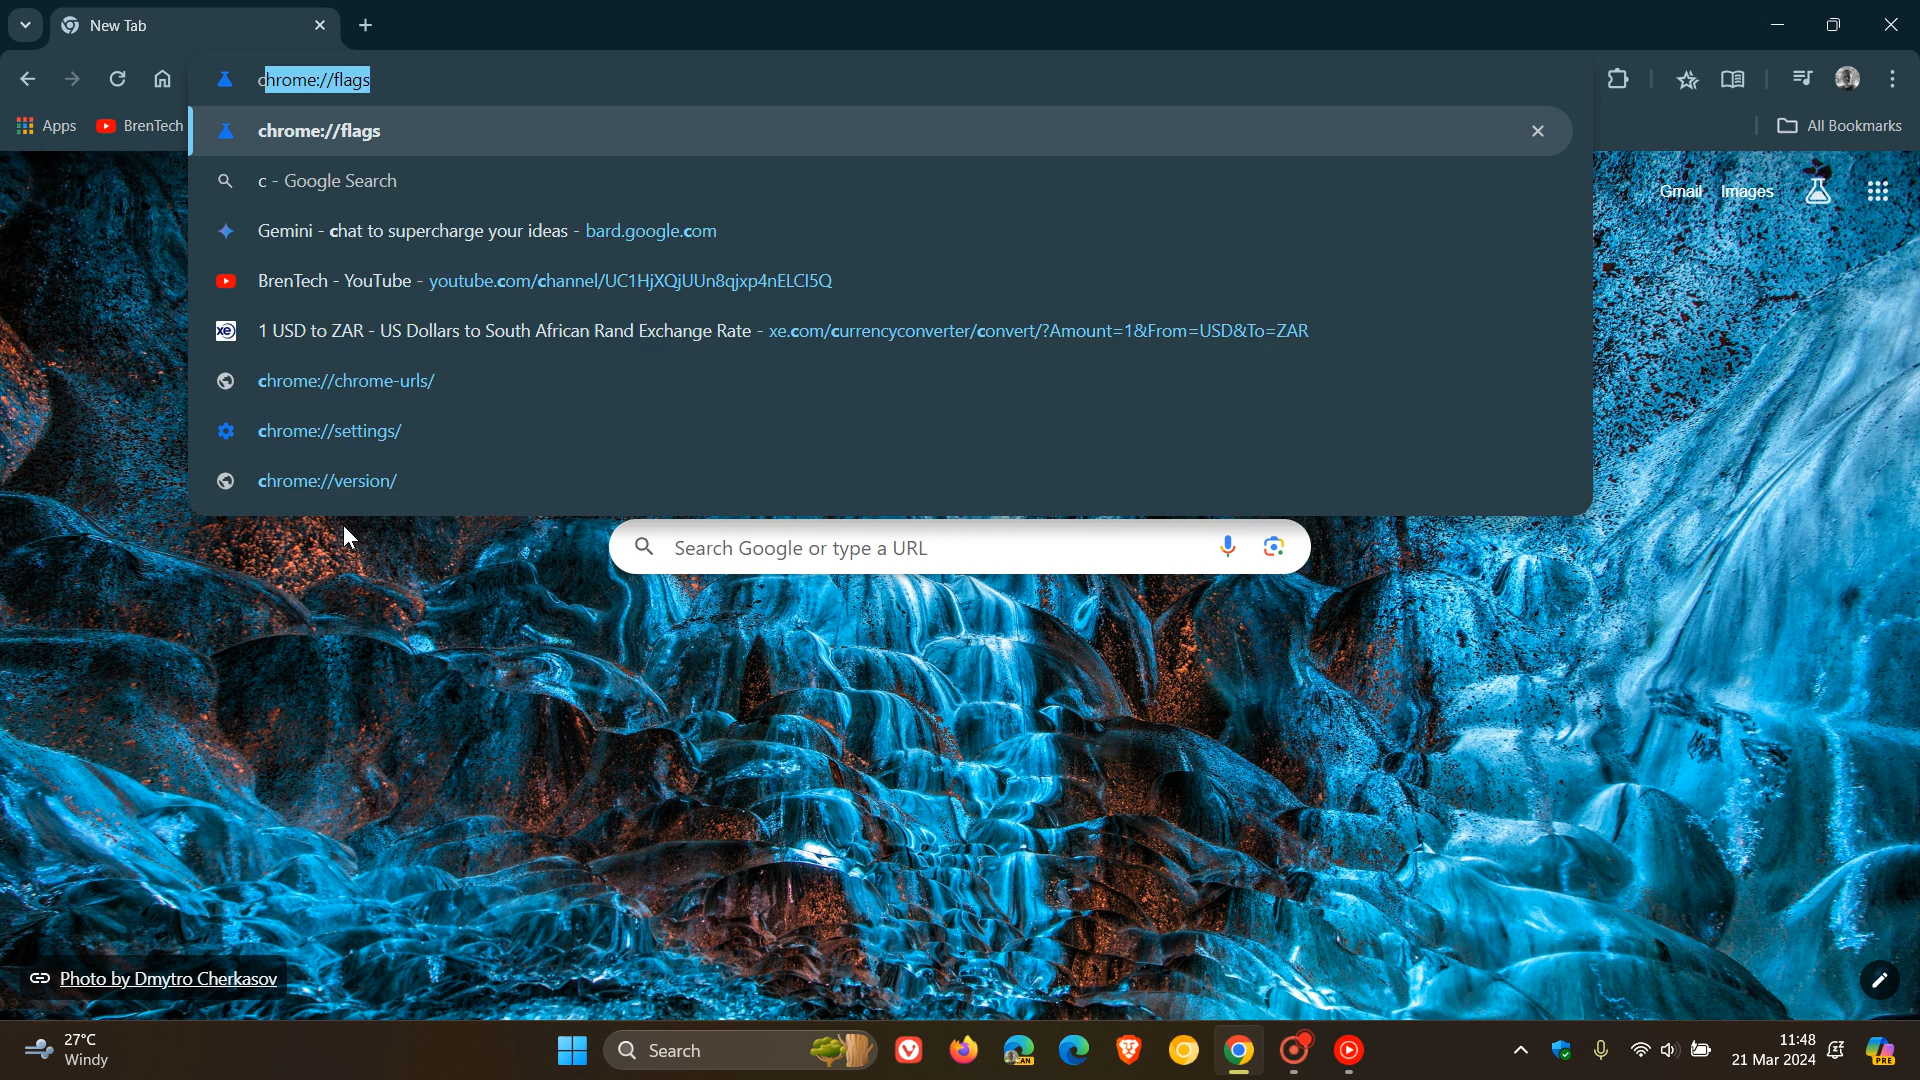 New Tab
chrome://flags
Apps
BrenTech
All Bookmarks
chrome://flags
c - Google Search
Gemini - chat to supercharge your ideas - bard.google.com
BrenTech - YouTube - youtube.com/channel/UC1HjXQjUUn8qjxp4nELCI5Q
1 USD to ZAR - US Dollars to South African Rand Exchange Rate - xe.com/currencyconverter/convert/?Amount=1&From=USD&To=ZAR
chrome://chrome-urls/
chrome://settings/
chrome://version/
Gmail Images
Search Google or type a URL
Photo by Dmytro Cherkasov
27°C
Windy
Search
CAN
11:48
21 Mar 2024
PRE